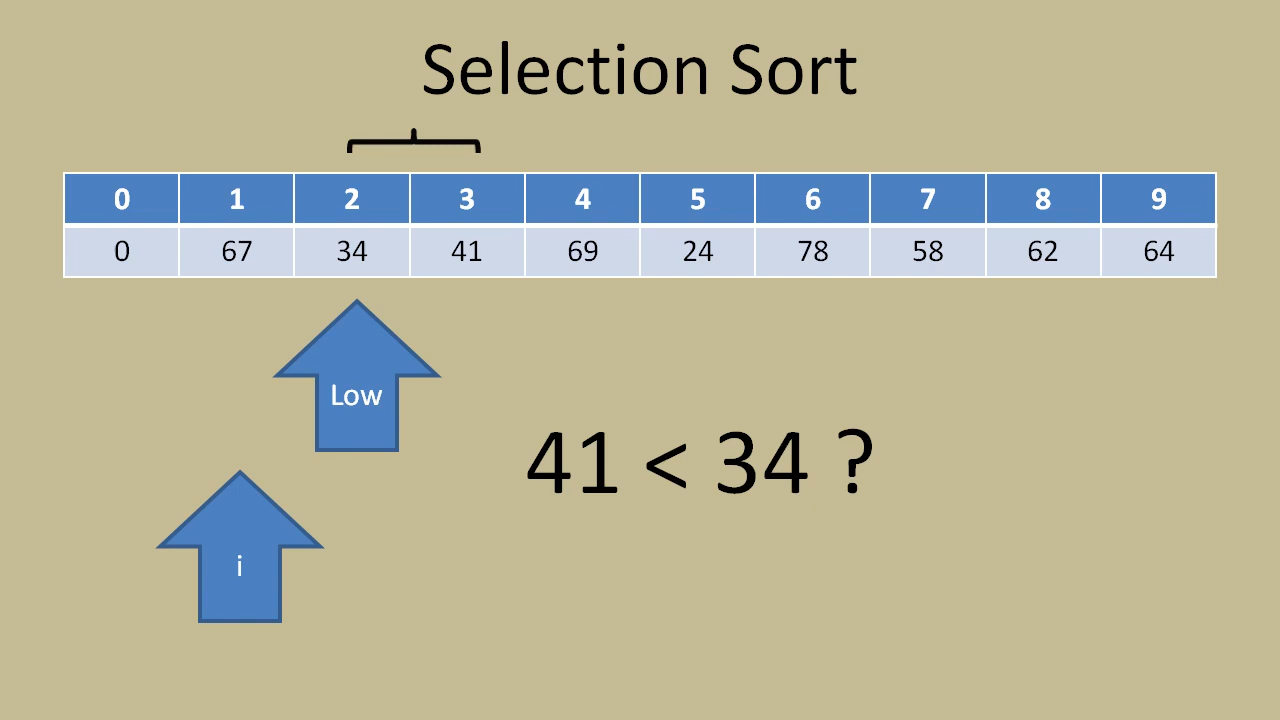 Selection Sort
0 1 2 3 4 5 6 7 8 9
0 67 34 41 69 24 78 58 62 64
Low
41 < 34 ?
i